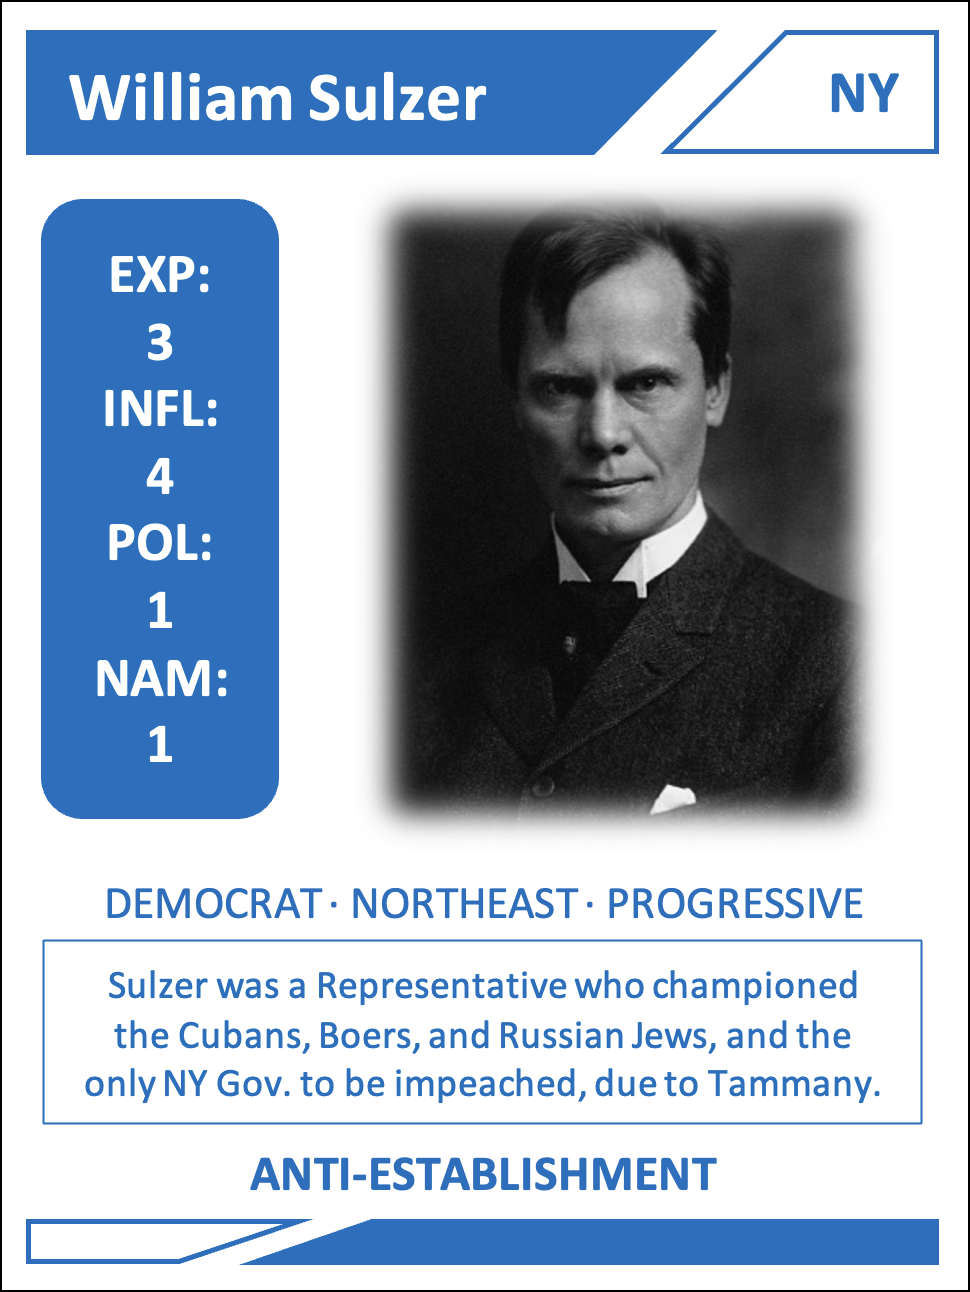 William Sulzer
NY
EXP:
3
INFL:
4
POL:
1
NAM:
1
DEMOCRAT · NORTHEAST · PROGRESSIVE
Sulzer was a Representative who championed
the Cubans, Boers, and Russian Jews, and the
only NY Gov. to be impeached, due to Tammany.
ANTI-ESTABLISHMENT